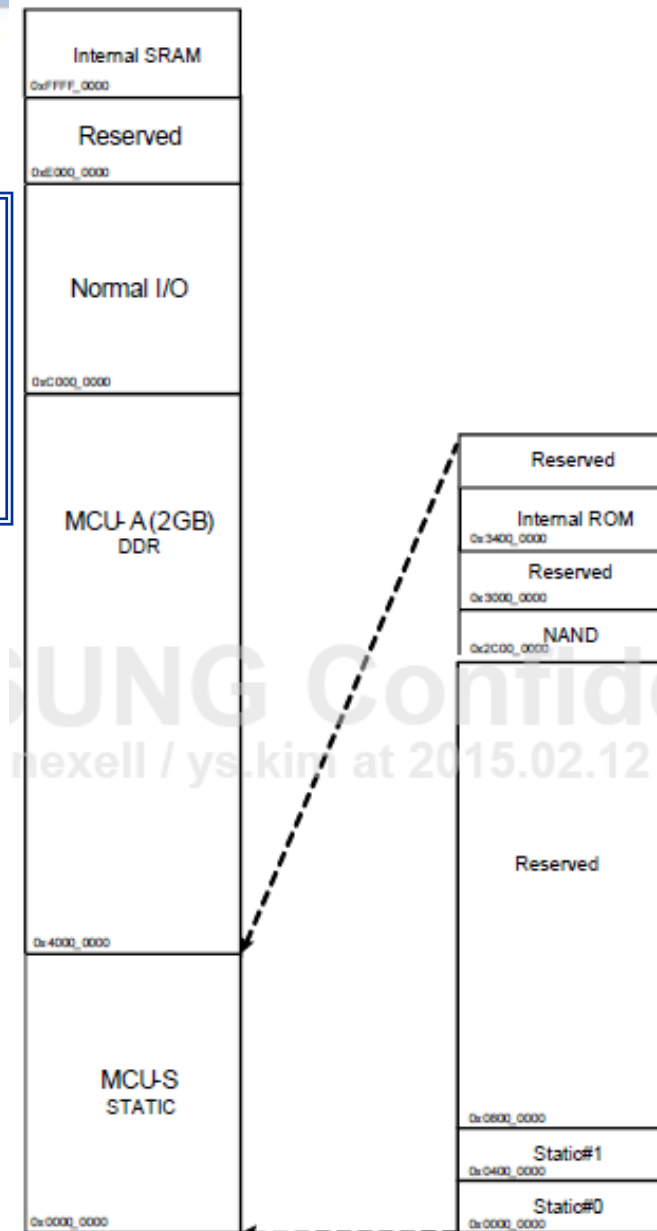 Internal SRAM
0xFFFF_0000
Reserved
0xE000_0000
Normal I/O
0xC000_0000
MCU-A (2GB)
DDR
0x4000_0000
MCU-S
STATIC
0x0000_0000
Reserved
Internal ROM
0x3400_0000
Reserved
0x3000_0000
NAND
0x2C00_0000
Reserved
0x0800_0000
Static#1
0x0400_0000
Static#0
0x0000_0000
SUNG Confide
nexell / ys.kim at 2015.02.12